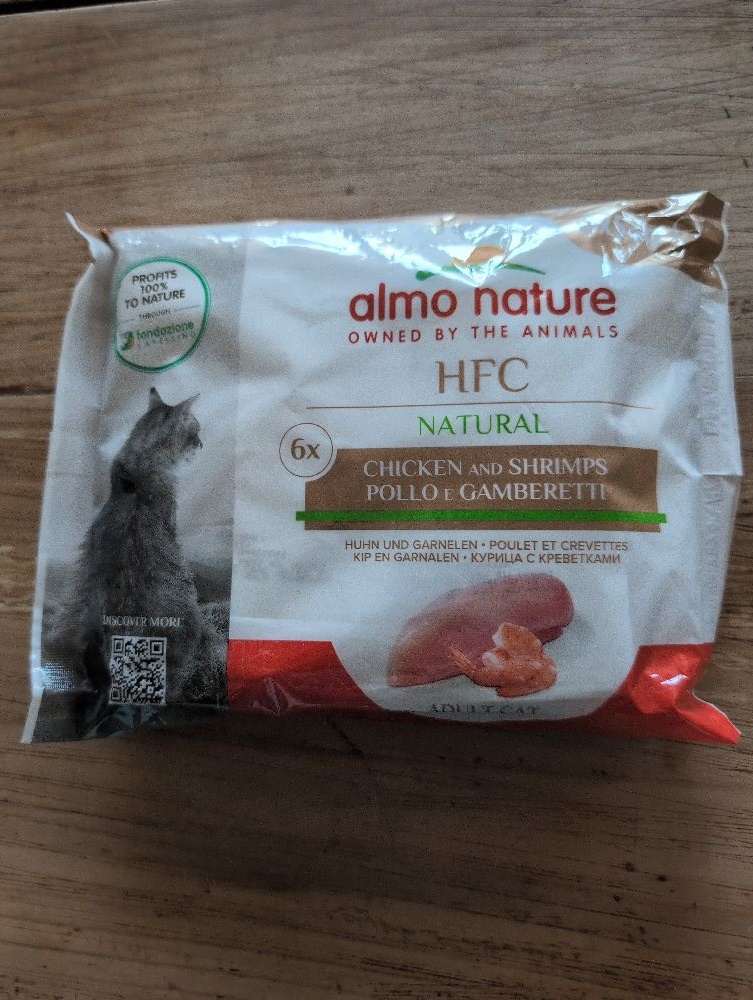 PROFITS
100%
TO NATURE
THROUGH
fondazione
CAPELLINO
almo nature
OWNED BY THE ANIMALS
HFC
NATURAL
6x
CHICKEN AND SHRIMPS
POLLO E GAMBERETTI
HUHN UND GARNELEN • POULET ET CREVETTES
KIP EN GARNALEN • КУРИЦА С КРЕВЕТКАМИ
DISCOVER MORE
ADULT CAT